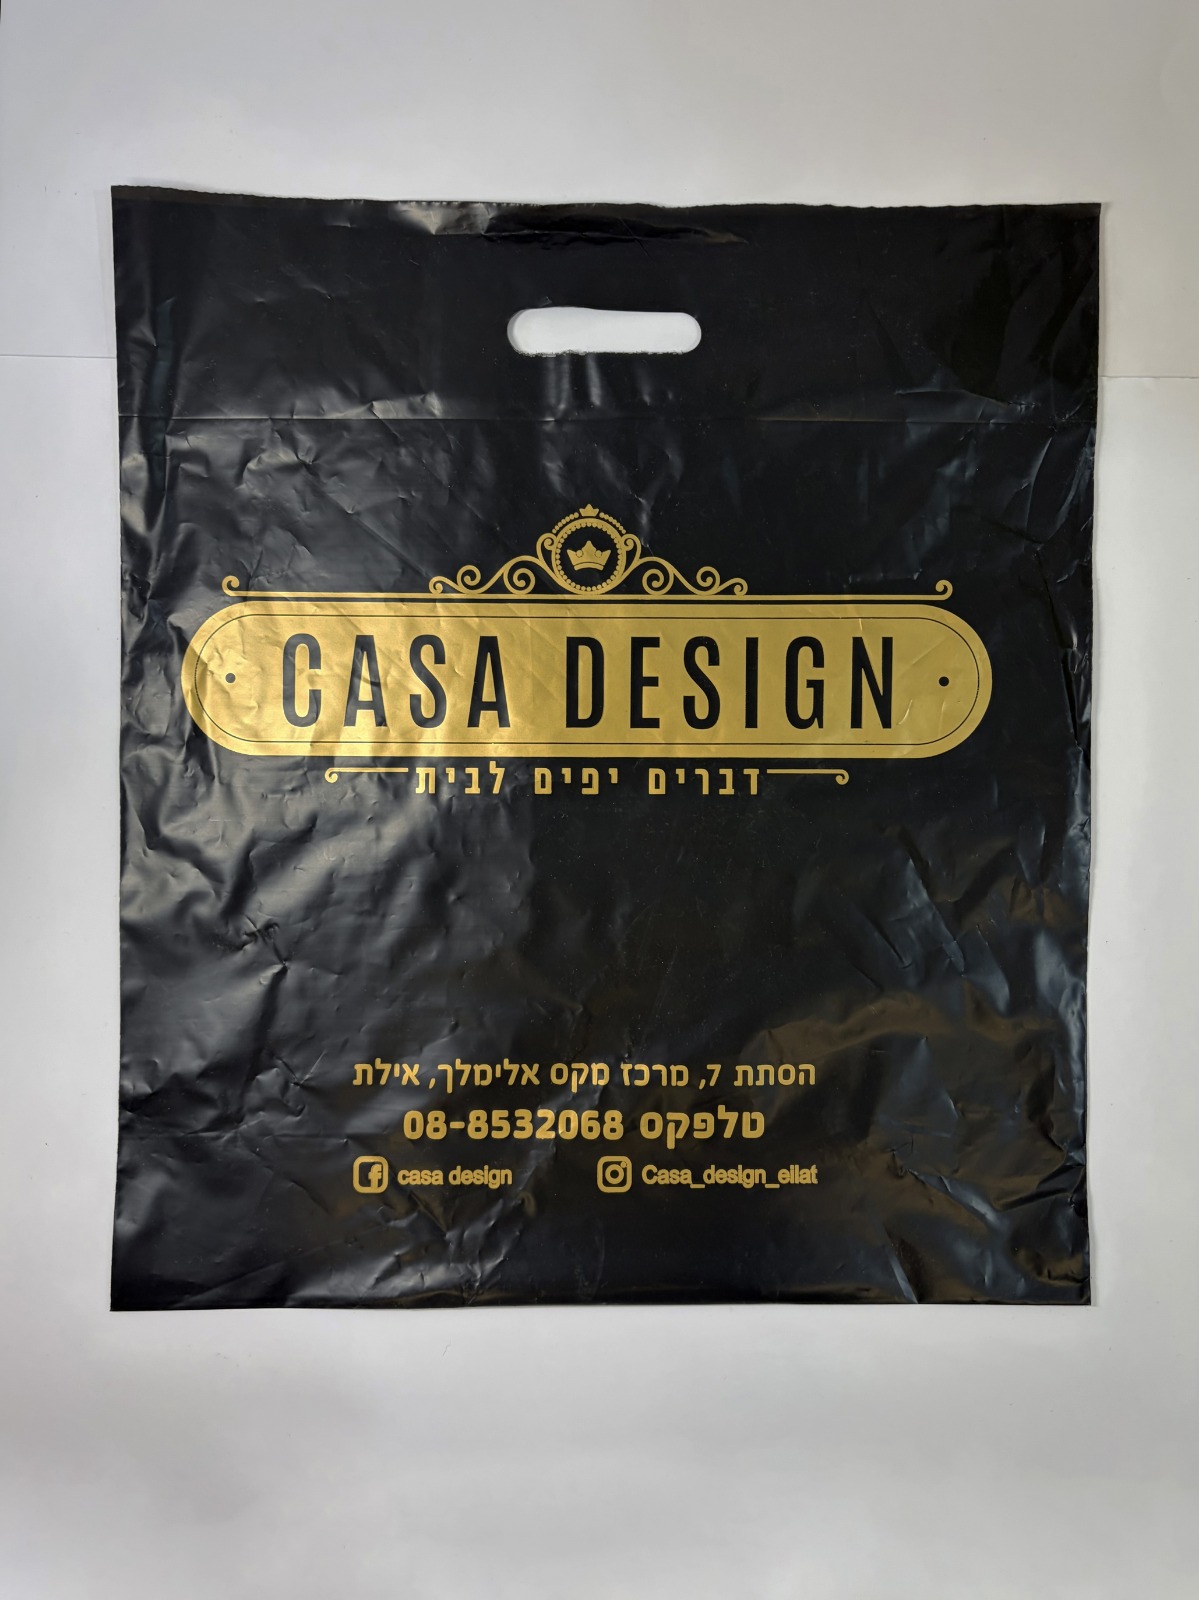 CASA DESIGN
דברים יפים לבית
הסתת 7, מרכז מקס אלימלך, אילת
טלפקס 08-8532068
casa design Casa_design_eilat